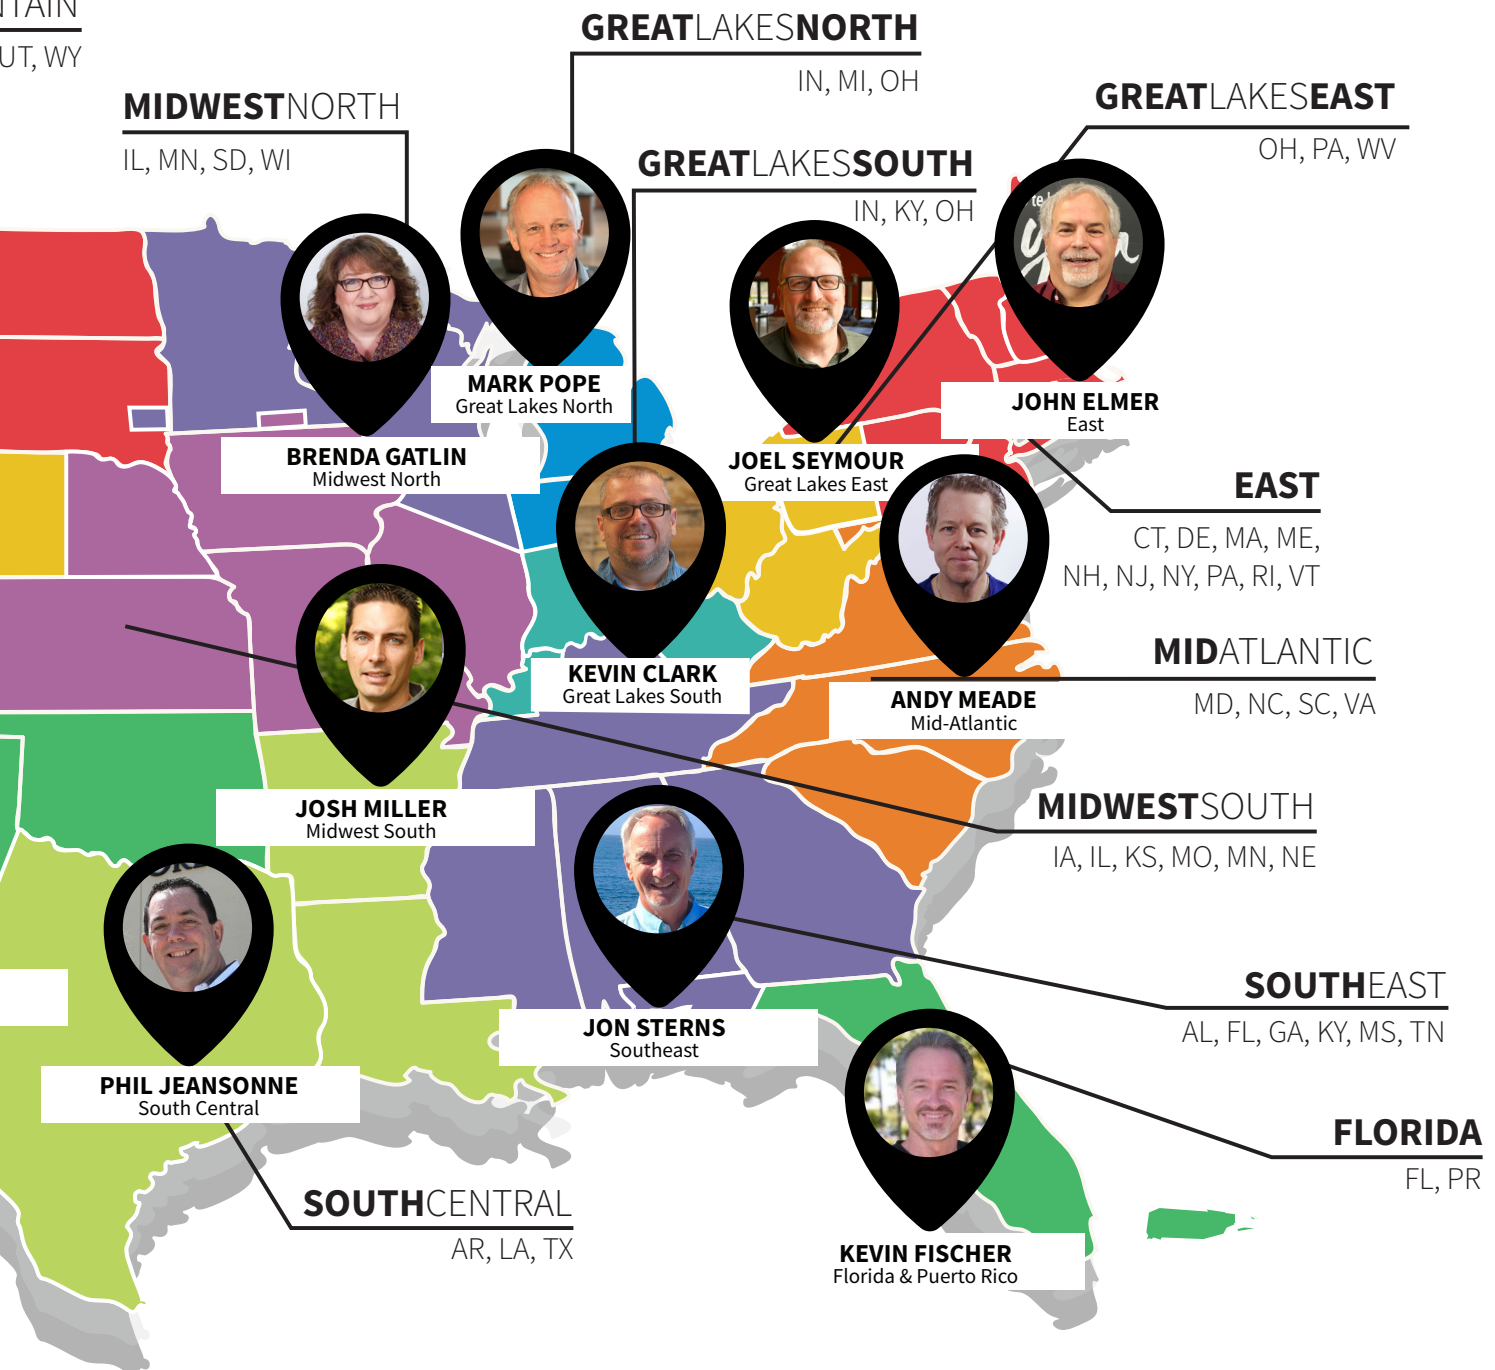 UT, WY
GREATLAKESNORTH
IN, MI, OH
MIDWESTNORTH
IL, MN, SD, WI
GREATLAKESEAST
OH, PA, WV
GREATLAKESSOUTH
IN, KY, OH
MARK POPE
Great Lakes North
JOHN ELMER
East
BRENDA GATLIN
Midwest North
JOEL SEYMOUR
Great Lakes East
EAST
CT, DE, MA, ME,
NH, NJ, NY, PA, RI, VT
KEVIN CLARK
Great Lakes South
MIDATLANTIC
MD, NC, SC, VA
ANDY MEADE
Mid-Atlantic
JOSH MILLER
Midwest South
MIDWESTSOUTH
IA, IL, KS, MO, MN, NE
SOUTHEAST
AL, FL, GA, KY, MS, TN
JON STERNS
Southeast
PHIL JEANSONNE
South Central
FLORIDA
FL, PR
SOUTHCENTRAL
AR, LA, TX
KEVIN FISCHER
Florida & Puerto Rico